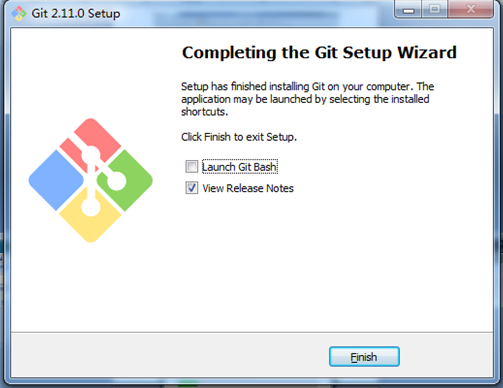 Git 2.11.0 Setup
Completing the Git Setup Wizard
Setup has finished installing Git on your computer. The
application may be launched by selecting the installed
shortcuts.
Click Finish to exit Setup.
Launch Git Bash
View Release Notes
Finish